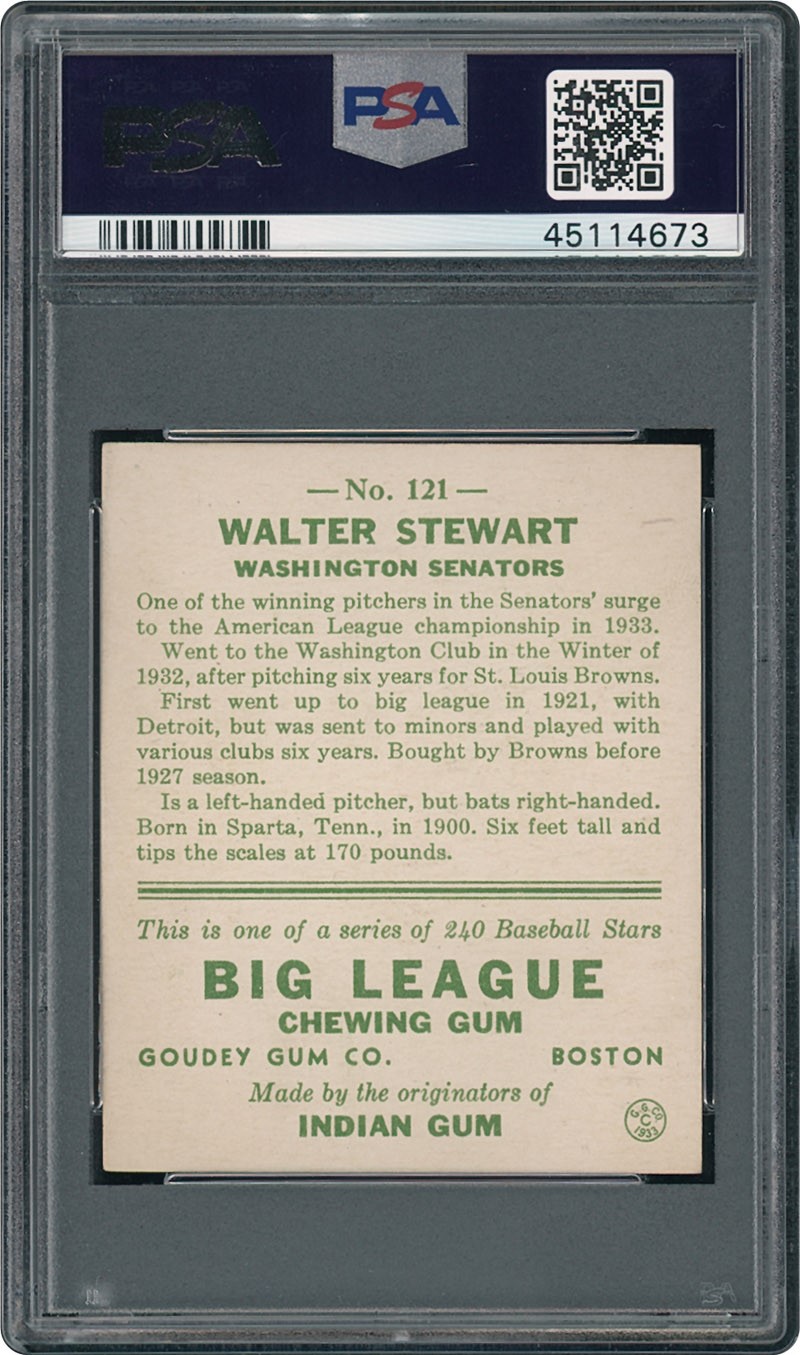 PSA
PSA
45114673
— No. 121 —
WALTER STEWART
WASHINGTON SENATORS
One of the winning pitchers in the Senators' surge
to the American League championship in 1933.
Went to the Washington Club in the Winter of
1932, after pitching six years for St. Louis Browns.
First went up to big league in 1921, with
Detroit, but was sent to minors and played with
various clubs six years. Bought by Browns before
1927 season.
Is a left-handed pitcher, but bats right-handed.
Born in Sparta, Tenn., in 1900. Six feet tall and
tips the scales at 170 pounds.
This is one of a series of 240 Baseball Stars
BIG LEAGUE
CHEWING GUM
GOUDEY GUM CO. BOSTON
Made by the originators of
INDIAN GUM
G. G. CO
C
1933
PSA